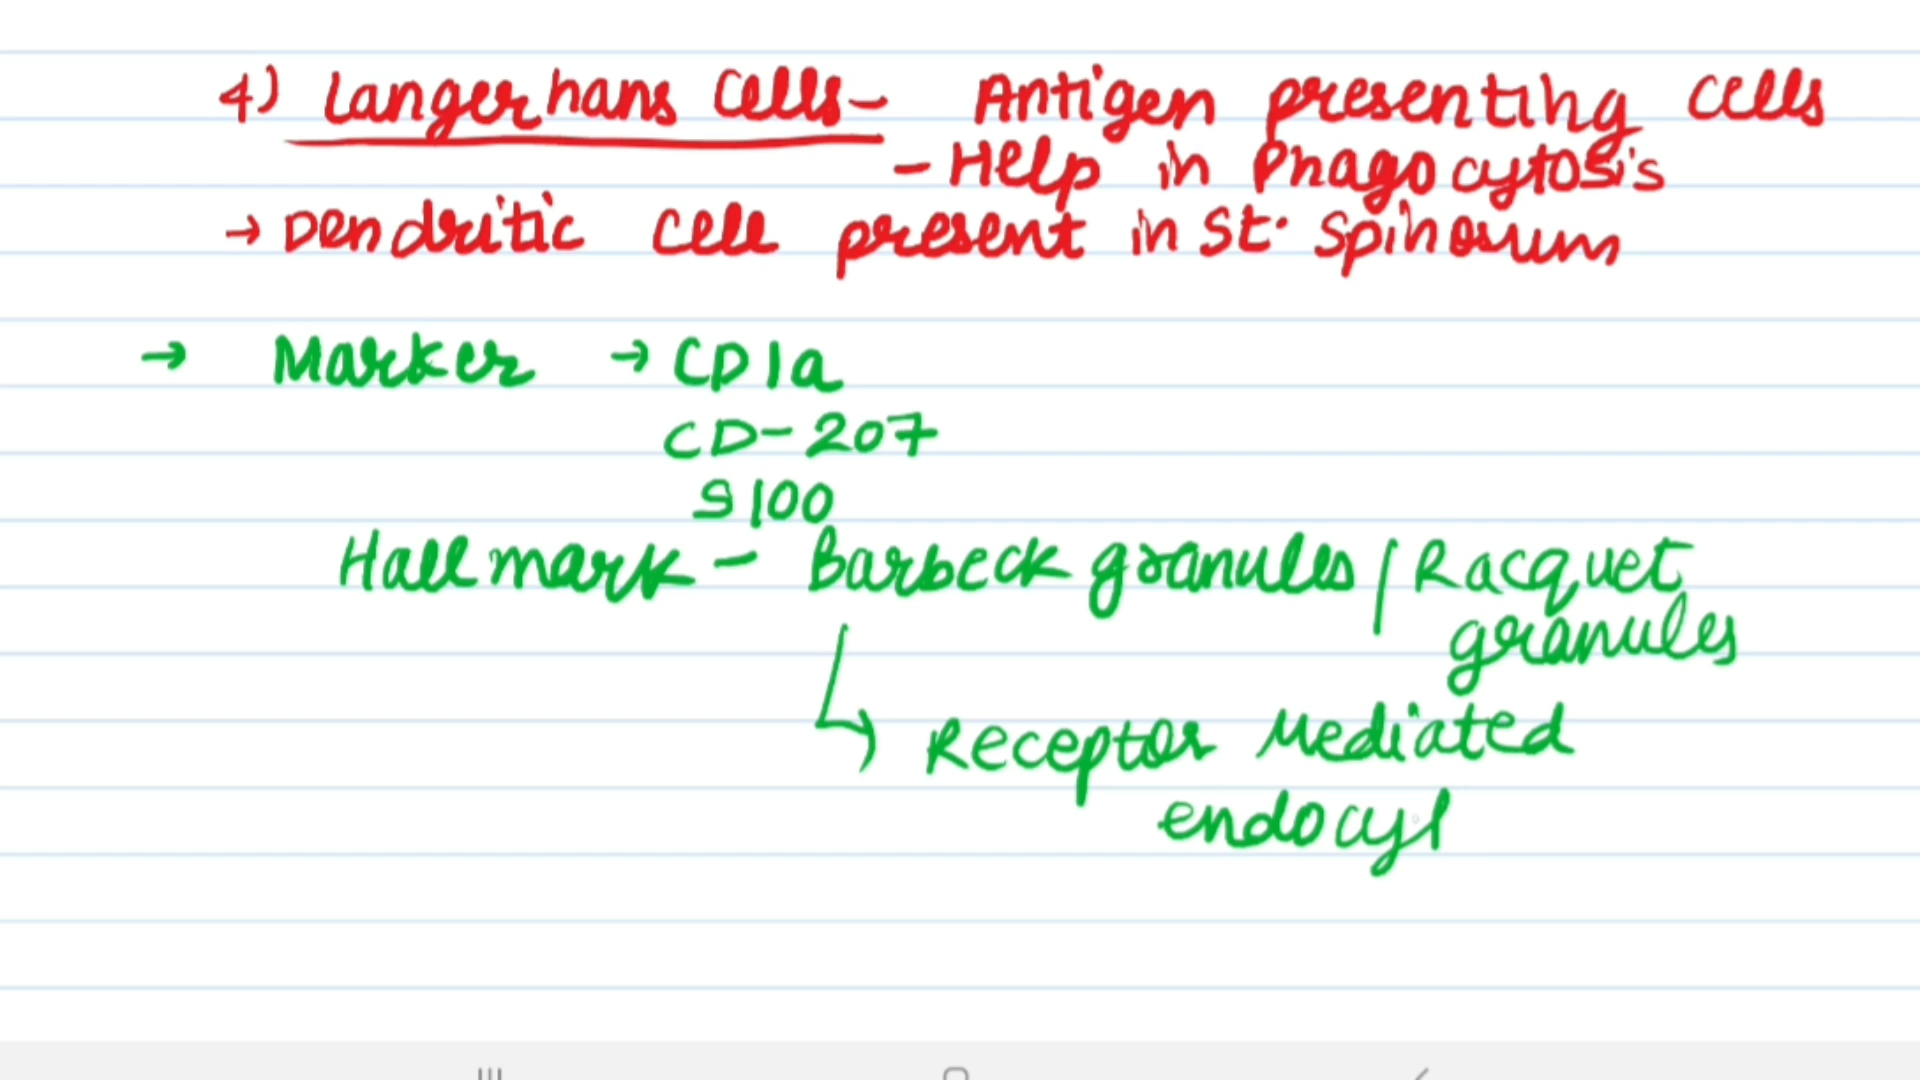 4) Langerhans cells - Antigen presenting cells
- Help in Phagocytosis
→ Dendritic cell present in St. Spinosum
→ Marker → CD1a
CD-207
S100
Hallmark - Barbeck granules / Racquet
granules
↳ Receptor Mediated
endocyt